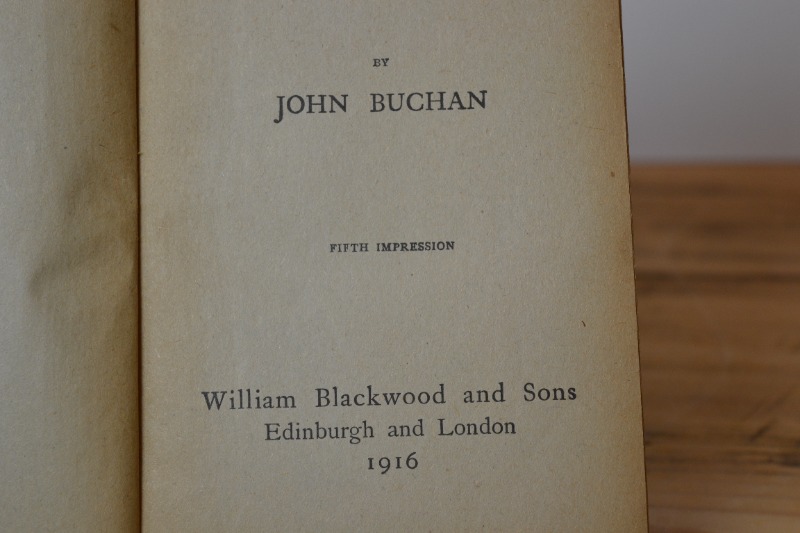 BY
JOHN BUCHAN
FIFTH IMPRESSION
William Blackwood and Sons
Edinburgh and London
1916